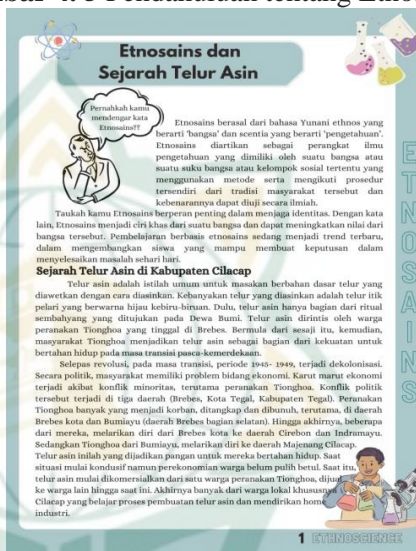 Etnosains dan
Sejarah Telur Asin
Pernahkah kamu
mendengar kata
Etnosains??
Etnosains berasal dari bahasa Yunani ethnos yang
berarti 'bangsa' dan scentia yang berarti 'pengetahuan'.
Etnosains diartikan sebagai perangkat ilmu
pengetahuan yang dimiliki oleh suatu bangsa atau
suatu suku bangsa atau kelompok sosial tertentu yang
menggunakan metode serta mengikuti prosedur
tersendiri dari tradisi masyarakat tersebut dan
kebenarannya dapat diuji secara ilmiah.
Taukah kamu Etnosains berperan penting dalam menjaga identitas. Dengan kata
lain, Etnosains menjadi ciri khas dari suatu bangsa dan dapat meningkatkan nilai dari
bangsa tersebut. Pembelajaran berbasis etnosains sedang menjadi trend terbaru,
dalam mengembangkan siswa yang mampu membuat keputusan dalam
menyelesaikan masalah sehari hari.
Sejarah Telur Asin di Kabupaten Cilacap
Telur asin adalah istilah umum untuk masakan berbahan dasar telur yang
diawetkan dengan cara diasinkan. Kebanyakan telur yang diasinkan adalah telur itik
pelari yang berwarna hijau kebiru-biruan. Dulu, telur asin hanya bagian dari ritual
sembahyang yang ditujukan pada Dewa Bumi. Telur asin dirintis oleh warga
peranakan Tionghoa yang tinggal di Brebes. Bermula dari sesaji itu, kemudian,
masyarakat Tionghoa menjadikan telur asin sebagai bagian dari kekuatan untuk
bertahan hidup pada masa transisi pasca-kemerdekaan.
Selepas revolusi, pada masa transisi, periode 1945- 1949, terjadi dekolonisasi.
Secara politik, masyarakat memiliki problem bidang ekonomi. Karut marut ekonomi
terjadi akibat konflik minoritas, terutama peranakan Tionghoa. Konflik politik
tersebut terjadi di tiga daerah (Brebes, Kota Tegal, Kabupaten Tegal). Peranakan
Tionghoa banyak yang menjadi korban, ditangkap dan dibunuh, terutama, di daerah
Brebes kota dan Bumiayu (daerah Brebes bagian selatan). Hingga akhirnya, beberapa
dari mereka, melarikan diri dari Brebes kota ke daerah Cirebon dan Indramayu.
Sedangkan Tionghoa dari Bumiayu, melarikan diri ke daerah Majenang Cilacap.
Telur asin inilah yang dijadikan pangan untuk mereka bertahan hidup. Saat
situasi mulai kondusif namun perekonomian warga belum pulih betul. Saat itu,
telur asin mulai dikomersialkan dari satu warga peranakan Tionghoa, dijual
ke warga lain hingga saat ini. Akhirnya banyak dari warga lokal khususnya
Cilacap yang belajar proses pembuatan telur asin dan mendirikan home
industri.
ETNOSAINS
1 ETHNOSCIENCE